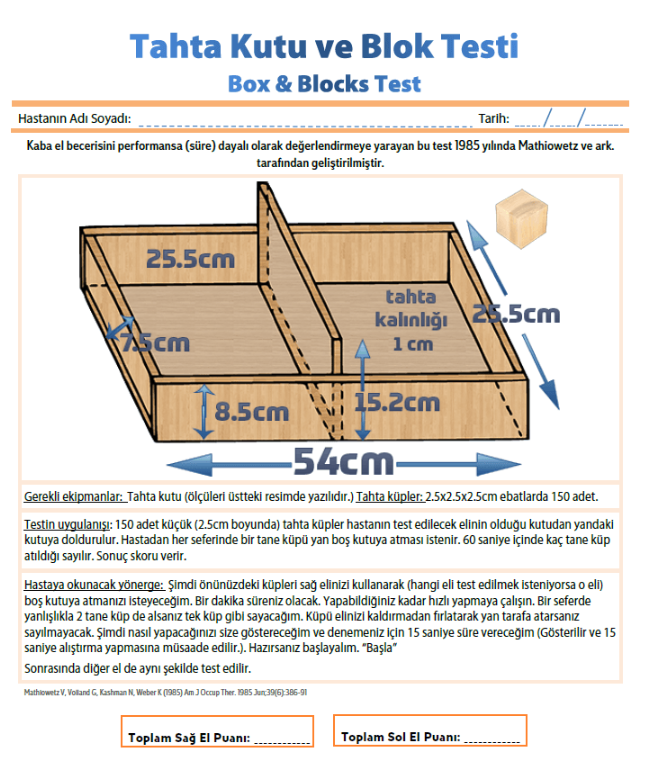 Tahta Kutu ve Blok Testi
Box & Blocks Test
Hastanın Adı Soyadı: Tarih: / /
Kaba el becerisini performansa (süre) dayalı olarak değerlendirmeye yarayan bu test 1985 yılında Mathiowetz ve ark.
tarafından geliştirilmiştir.
25.5cm
tahta
kalınlığı
1 cm
25.5cm
7.5cm
8.5cm
15.2cm
54cm
Gerekli ekipmanlar: Tahta kutu (ölçüleri üstteki resimde yazılıdır.) Tahta küpler: 2.5x2.5x2.5cm ebatlarda 150 adet.
Testin uygulanışı: 150 adet küçük (2.5cm boyunda) tahta küpler hastanın test edilecek elinin olduğu kutudan yandaki
kutuya doldurulur. Hastadan her seferinde bir tane küpü yan boş kutuya atması istenir. 60 saniye içinde kaç tane küp
atıldığı sayılır. Sonuç skoru verir.
Hastaya okunacak yönerge: Şimdi önünüzdeki küpleri sağ elinizi kullanarak (hangi eli test edilmek isteniyorsa o eli)
boş kutuya atmanızı isteyeceğim. Bir dakika süreniz olacak. Yapabildiğiniz kadar hızlı yapmaya çalışın. Bir seferde
yanlışlıkla 2 tane küp de alsanız tek küp gibi sayacağım. Küpü elinizi kaldırmadan fırlatarak yan tarafa atarsanız
sayılmayacak. Şimdi nasıl yapacağınızı size göstereceğim ve denemeniz için 15 saniye süre vereceğim (Gösterilir ve 15
saniye alıştırma yapmasına müsaade edilir.). Hazırsanız başlayalım. “Başla”
Sonrasında diğer el de aynı şekilde test edilir.
Mathiowetz V, Volland G, Kashman N, Weber K (1985) Am J Occup Ther. 1985 Jun;39(6):386-91
Toplam Sağ El Puanı: Toplam Sol El Puanı: